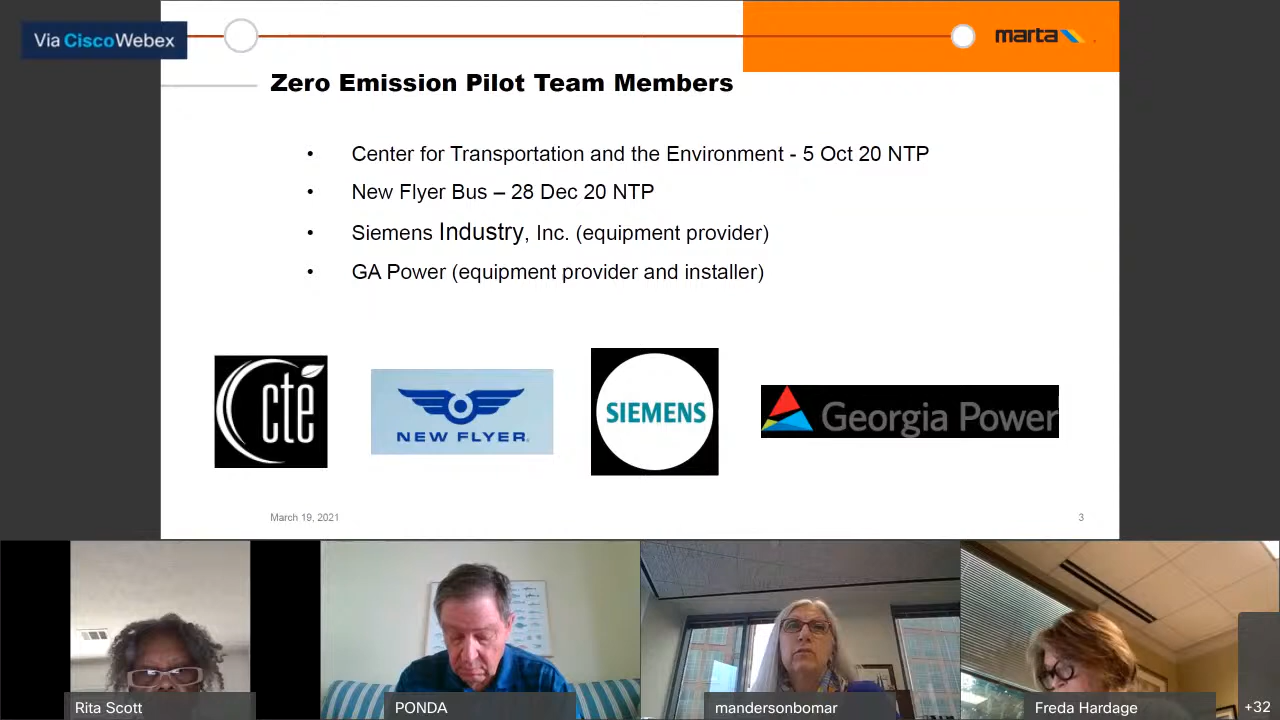 Via CiscoWebex
marta
Zero Emission Pilot Team Members
• Center for Transportation and the Environment - 5 Oct 20 NTP
• New Flyer Bus – 28 Dec 20 NTP
• Siemens Industry, Inc. (equipment provider)
• GA Power (equipment provider and installer)
cte
NEW FLYER®
SIEMENS
Georgia Power
March 19, 2021
3
Rita Scott
PONDA
mandersonbomar
Freda Hardage
+32